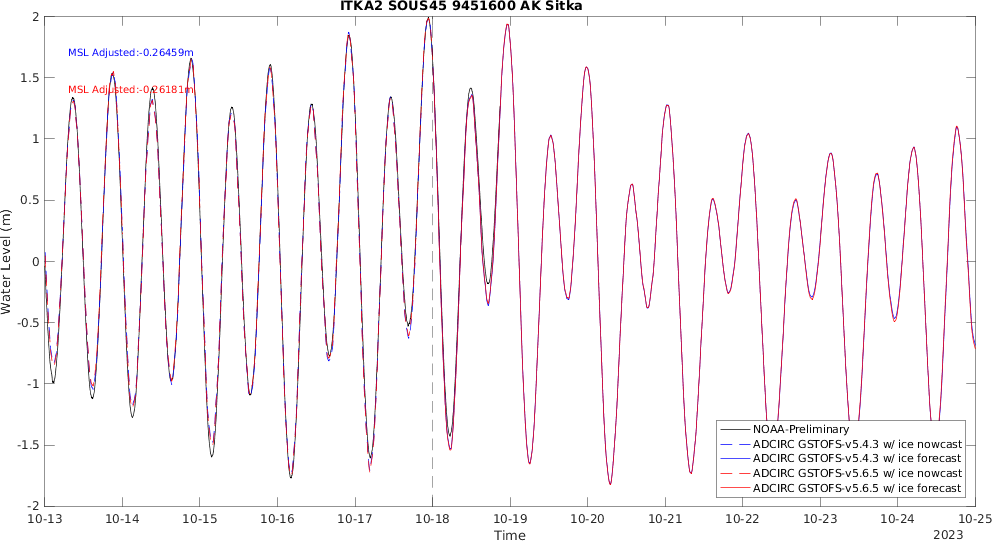 ITKA2 SOUS45 9451600 AK Sitka
2
1.5
1
0.5
0
-0.5
-1
-1.5
-2
Water Level (m)
MSL Adjusted:-0.26459m
MSL Adjusted:-0.26181m
NOAA-Preliminary
ADCIRC GSTOFS-v5.4.3 w/ ice nowcast
ADCIRC GSTOFS-v5.4.3 w/ ice forecast
ADCIRC GSTOFS-v5.6.5 w/ ice nowcast
ADCIRC GSTOFS-v5.6.5 w/ ice forecast
10-13 10-14 10-15 10-16 10-17 10-18 10-19 10-20 10-21 10-22 10-23 10-24 10-25
Time
2023